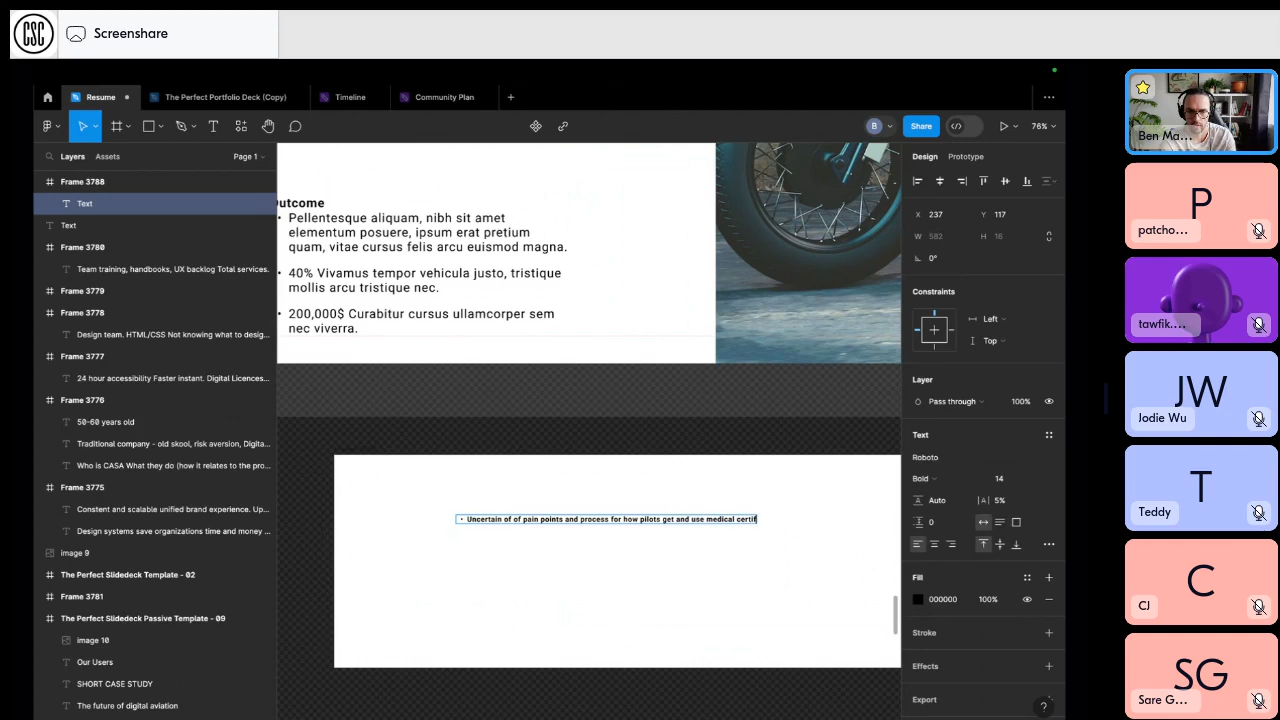 CSC
Screenshare
Resume
The Perfect Portfolio Deck (Copy)
Timeline
Community Plan
B
Share
76%
Layers
Assets
Page 1
Frame 3788
Text
Text
Frame 3780
Team training, handbooks, UX backlog Total services.
Frame 3779
Frame 3778
Design team. HTML/CSS Not knowing what to desig...
Frame 3777
24 hour accessibility Faster instant. Digital Licences...
Frame 3776
50-60 years old
Traditional company - old skool, risk aversion, Digita...
Who is CASA What they do (how it relates to the pro...
Frame 3775
Constent and scalable unified brand experience. Up...
Design systems save organizations time and money ...
image 9
The Perfect Slidedeck Template - 02
Frame 3781
The Perfect Slidedeck Passive Template - 09
image 10
Our Users
SHORT CASE STUDY
The future of digital aviation
Outcome
• Pellentesque aliquam, nibh sit amet
elementum posuere, ipsum erat pretium
quam, vitae cursus felis arcu euismod magna.
• 40% Vivamus tempor vehicula justo, tristique
mollis arcu tristique nec.
• 200,000$ Curabitur cursus ullamcorper sem
nec viverra.
• Uncertain of of pain points and process for how pilots get and use medical certif
Design
Prototype
X 237
Y 117
W 582
H 16
0°
Constraints
Left
Top
Layer
Pass through
100%
Text
Roboto
Bold
14
Auto
|A| 5%
0
Fill
000000
100%
Stroke
Effects
Export
?
Ben Ma...
P
patcho...
tawfik....
JW
Jodie Wu
T
Teddy
C
CJ
SG
Sare G...